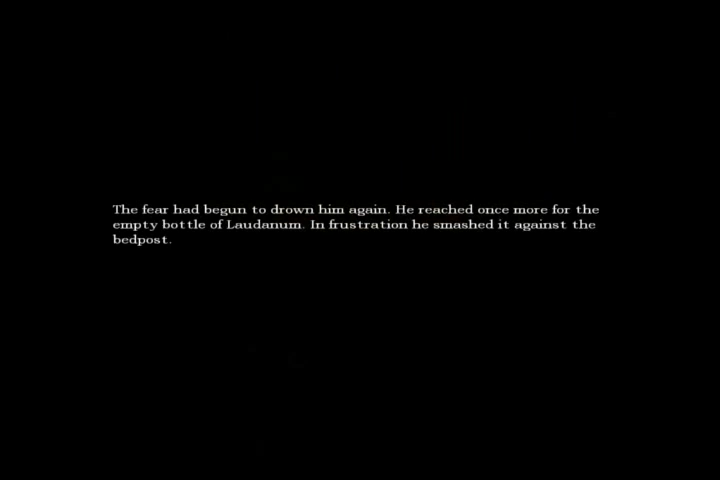 The fear had begun to drown him again. He reached once more for the
empty bottle of Laudanum. In frustration he smashed it against the
bedpost.